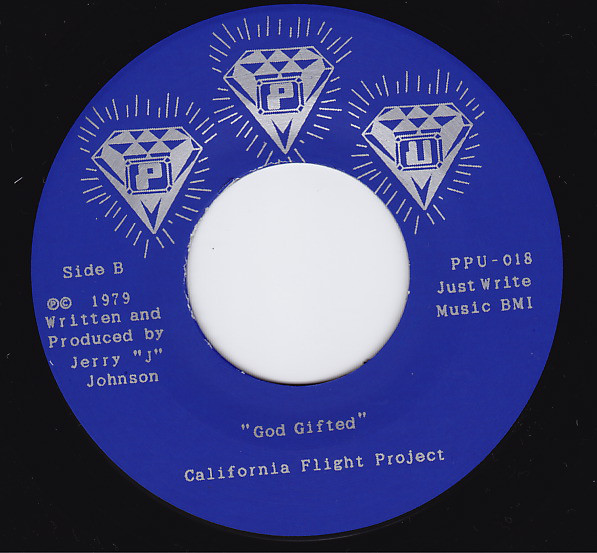 P P U
Side B
℗© 1979
Written and
Produced by
Jerry "J"
Johnson
PPU-018
Just Write
Music BMI
"God Gifted"
California Flight Project